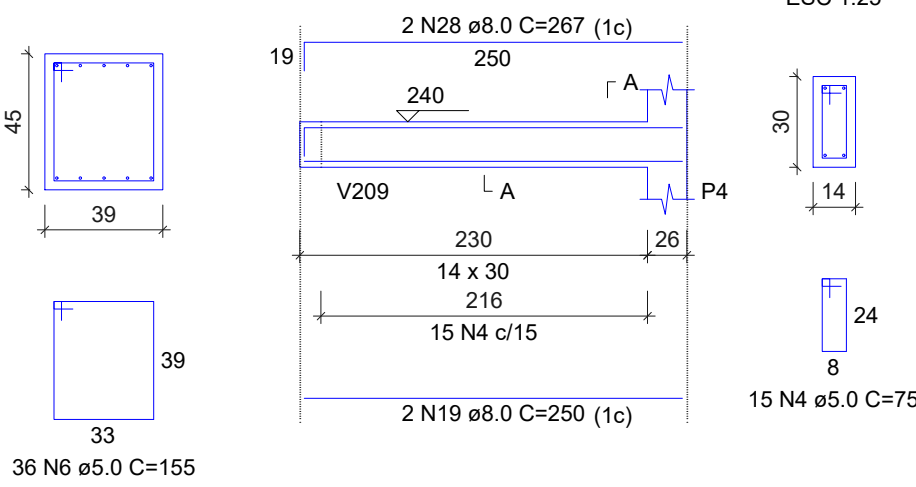 ESC 1:25
2 N28 ø8.0 C=267 (1c)
19
250
A
240
45
39
30
14
V209
A
P4
230
26
14 x 30
216
15 N4 c/15
39
33
36 N6 ø5.0 C=155
24
8
15 N4 ø5.0 C=75
2 N19 ø8.0 C=250 (1c)